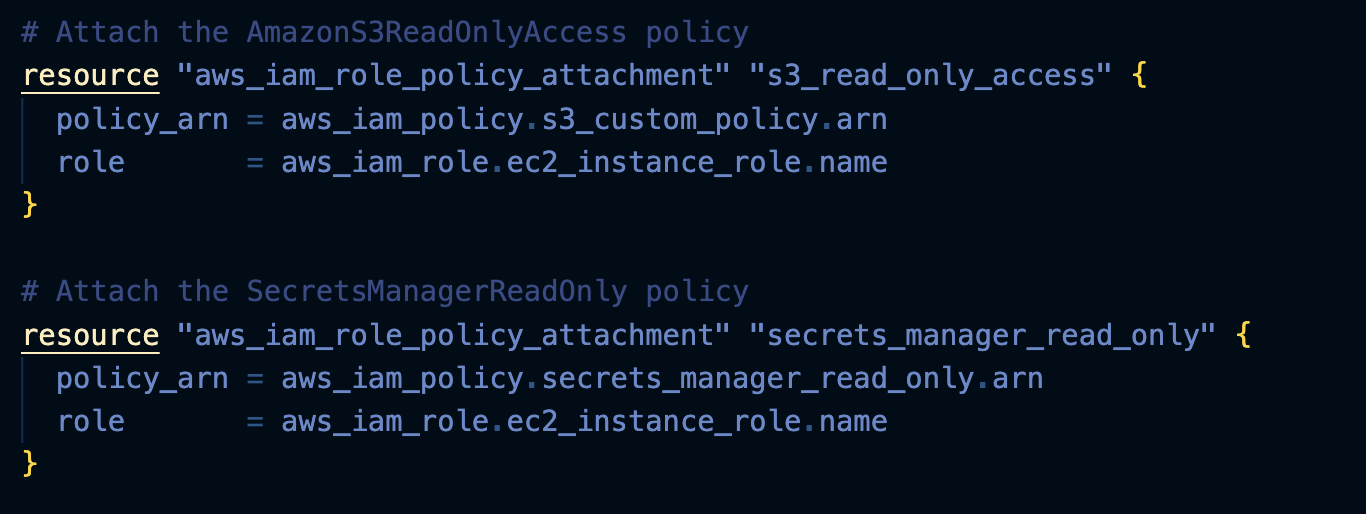 # Attach the AmazonS3ReadOnlyAccess policy
resource "aws_iam_role_policy_attachment" "s3_read_only_access" {
  policy_arn = aws_iam_policy.s3_custom_policy.arn
  role       = aws_iam_role.ec2_instance_role.name
}

# Attach the SecretsManagerReadOnly policy
resource "aws_iam_role_policy_attachment" "secrets_manager_read_only" {
  policy_arn = aws_iam_policy.secrets_manager_read_only.arn
  role       = aws_iam_role.ec2_instance_role.name
}